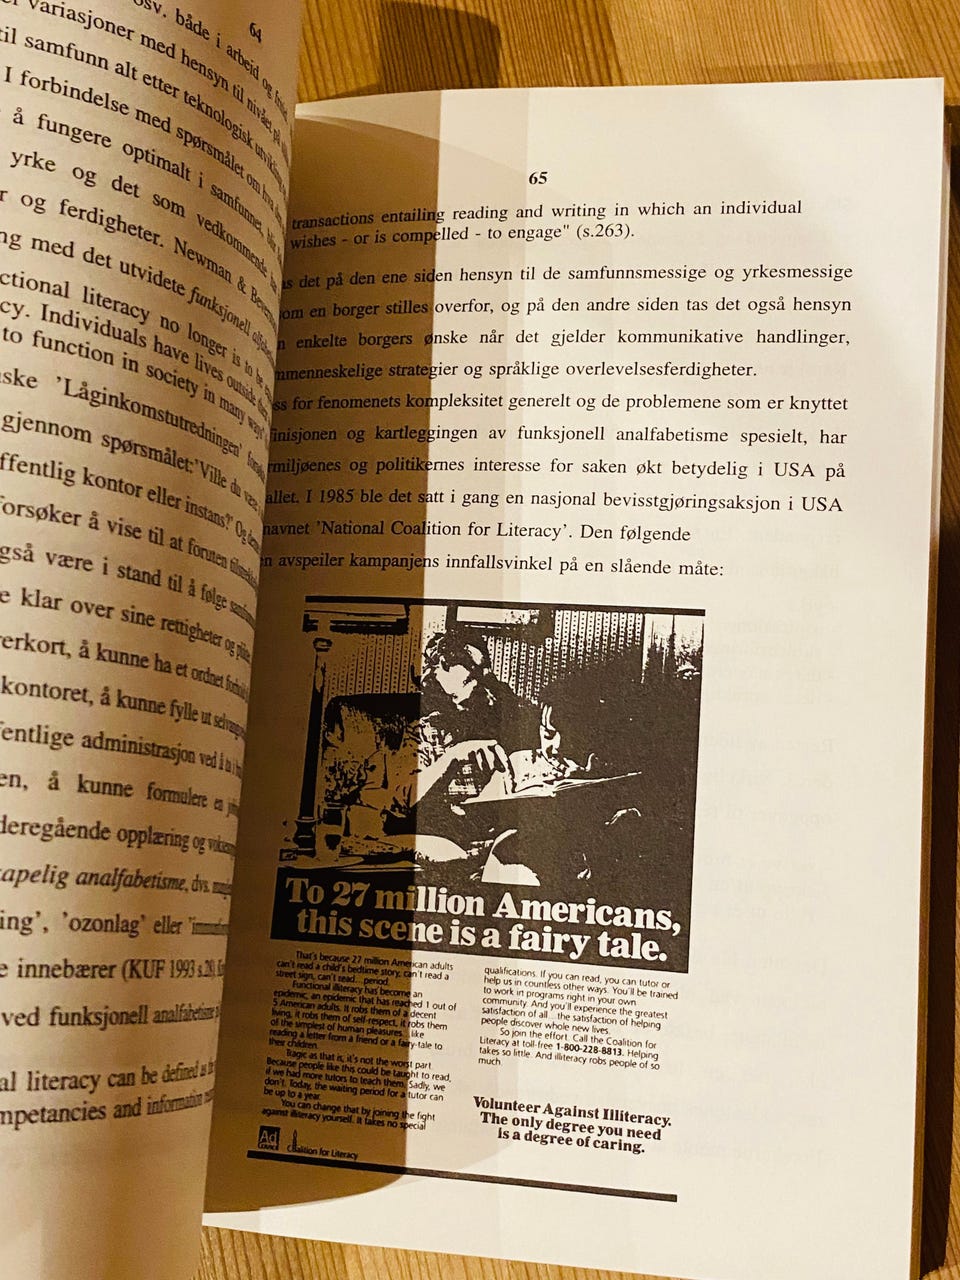 64
osv. både i arbeid og fritid.
variasjoner med hensyn til nivået på
til samfunn alt etter teknologisk utvikling
I forbindelse med spørsmålet om hva
å fungere optimalt i samfunnet, blir
yrke og det som vedkommende
og ferdigheter. Newman &
med det utvidete funksjonell
literacy no longer is to be
Individuals have lives outside their
to function in society in many ways'
'Låginkomstutredningen'
gjennom spørsmålet:'Ville du
offentlig kontor eller instans?' Og
forsøker å vise til at foruten
også være i stand til å følge
klar over sine rettigheter og
å kunne ha et ordnet
kontoret, å kunne fylle ut
administrasjon ved å
å kunne formulere en
opplæring og
analfabetisme, dvs.
'ozonlag' eller
innebærer (KUF 1993 s.28)
ved funksjonell analfabetisme
literacy can be defined as
and information
65
transactions entailing reading and writing in which an individual
wishes - or is compelled - to engage" (s.263).
det på den ene siden hensyn til de samfunnsmessige og yrkesmessige
om en borger stilles overfor, og på den andre siden tas det også hensyn
enkelte borgers ønske når det gjelder kommunikative handlinger,
mmenneskelige strategier og språklige overlevelsesferdigheter.
ss for fenomenets kompleksitet generelt og de problemene som er knyttet
inisjonen og kartleggingen av funksjonell analfabetisme spesielt, har
miljøenes og politikernes interesse for saken økt betydelig i USA på
allet. I 1985 ble det satt i gang en nasjonal bevisstgjøringsaksjon i USA
navnet 'National Coalition for Literacy'. Den følgende
n avspeiler kampanjens innfallsvinkel på en slående måte:
To 27 million Americans,
this scene is a fairy tale.
That's because 27 million American adults
can't read a child's bedtime story, can't read a
street sign, can't read...period.
Functional illiteracy has become an
epidemic, an epidemic that has reached 1 out of
5 American adults. It robs them of a decent
living, it robs them of self-respect, it robs them
of the simplest of human pleasures...like
reading a letter from a friend or a fairy-tale to
their children.
Tragic as that is, it's not the worst part.
Because people like this could be taught to read,
if we had more tutors to teach them. Sadly, we
don't. Today, the waiting period for a tutor can
be up to a year.
You can change that by joining the fight
against illiteracy yourself. It takes no special
qualifications. If you can read, you can tutor or
help us in countless other ways. You'll be trained
to work in programs right in your own
community. And you'll experience the greatest
satisfaction of all...the satisfaction of helping
people discover whole new lives.
So join the effort. Call the Coalition for
Literacy at toll-free 1-800-228-8813. Helping
takes so little. And illiteracy robs people of so
much.
Volunteer Against Illiteracy.
The only degree you need
is a degree of caring.
Ad
Council
Coalition for Literacy